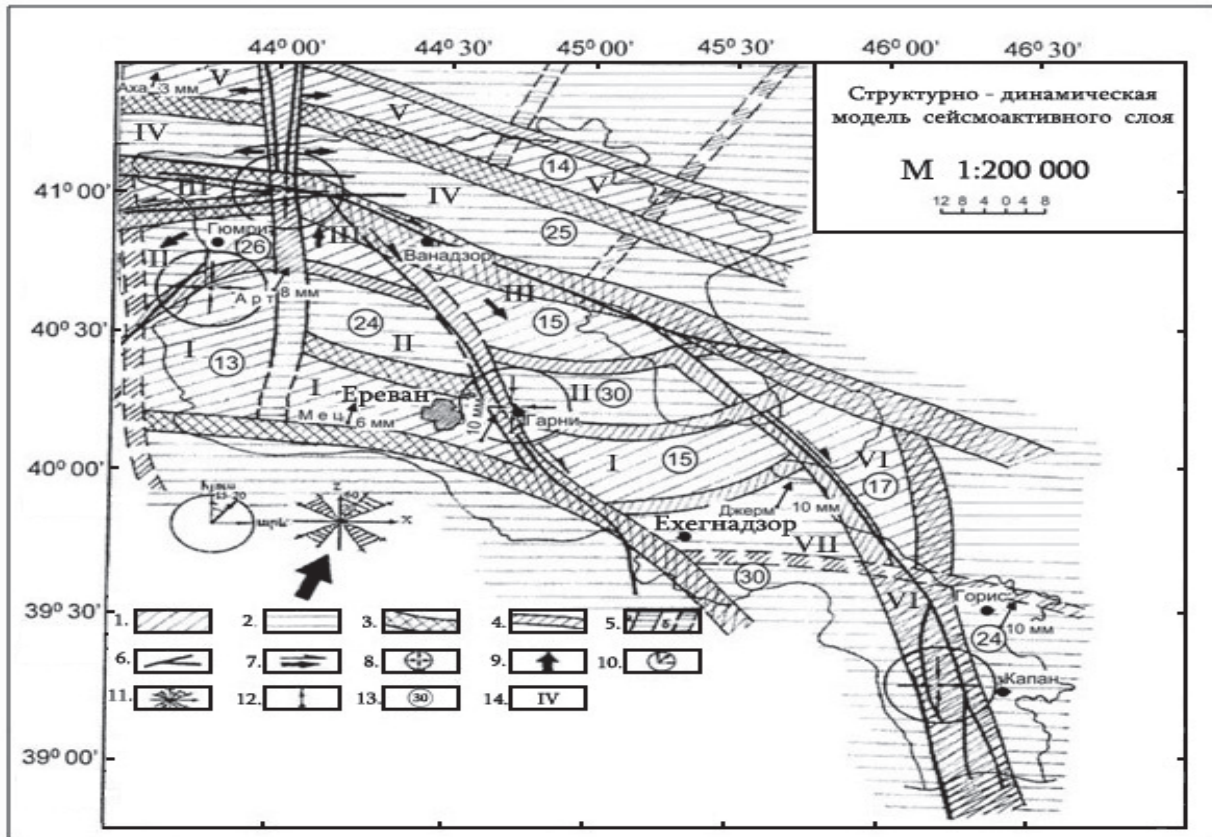 44⁰ 00' 44⁰ 30' 45⁰ 00' 45⁰ 30' 46⁰ 00' 46⁰ 30'
Структурно - динамическая
модель сейсмоактивного слоя
М 1:200 000
12 8 4 0 4 8
Аха 3 мм
V
V
IV
14
V
41⁰ 00'
III
IV
25
Гюмри
26
III
II
Ванадзор
Арт
8 мм
III
15
40⁰ 30'
24
II
I
13
I
Ереван
II
30
Мец
6 мм
10 мм
Гарни
40⁰ 00'
I
15
VI
17
Джерм
10 мм
Ехегнадзор
VII
30
VI
Горис
39⁰ 30'
24
10 мм
Капан
39⁰ 00'
z
x
1. 2. 3. 4. 5.
6. 7. 8. 9. 10.
11. 12. 13. 30 14. IV